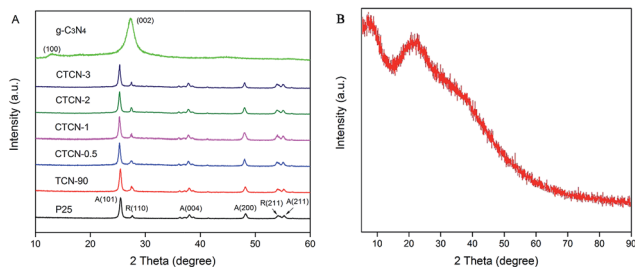 A
g-C3N4
(002)
(100)
CTCN-3
CTCN-2
CTCN-1
CTCN-0.5
TCN-90
A(101)
R(110)
A(004)
A(200)
R(211)
A(211)
P25
Intensity (a.u.)
10 20 30 40 50 60
2 Theta (degree)
B
Intensity (a.u.)
10 20 30 40 50 60 70 80 90
2 Theta (degree)